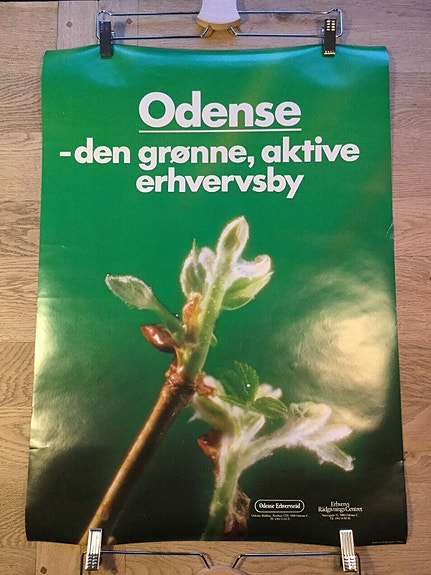 Odense
-den grønne, aktive
erhvervsby
Odense Erhvervsråd
Erhvervs
RådgivningsCentret